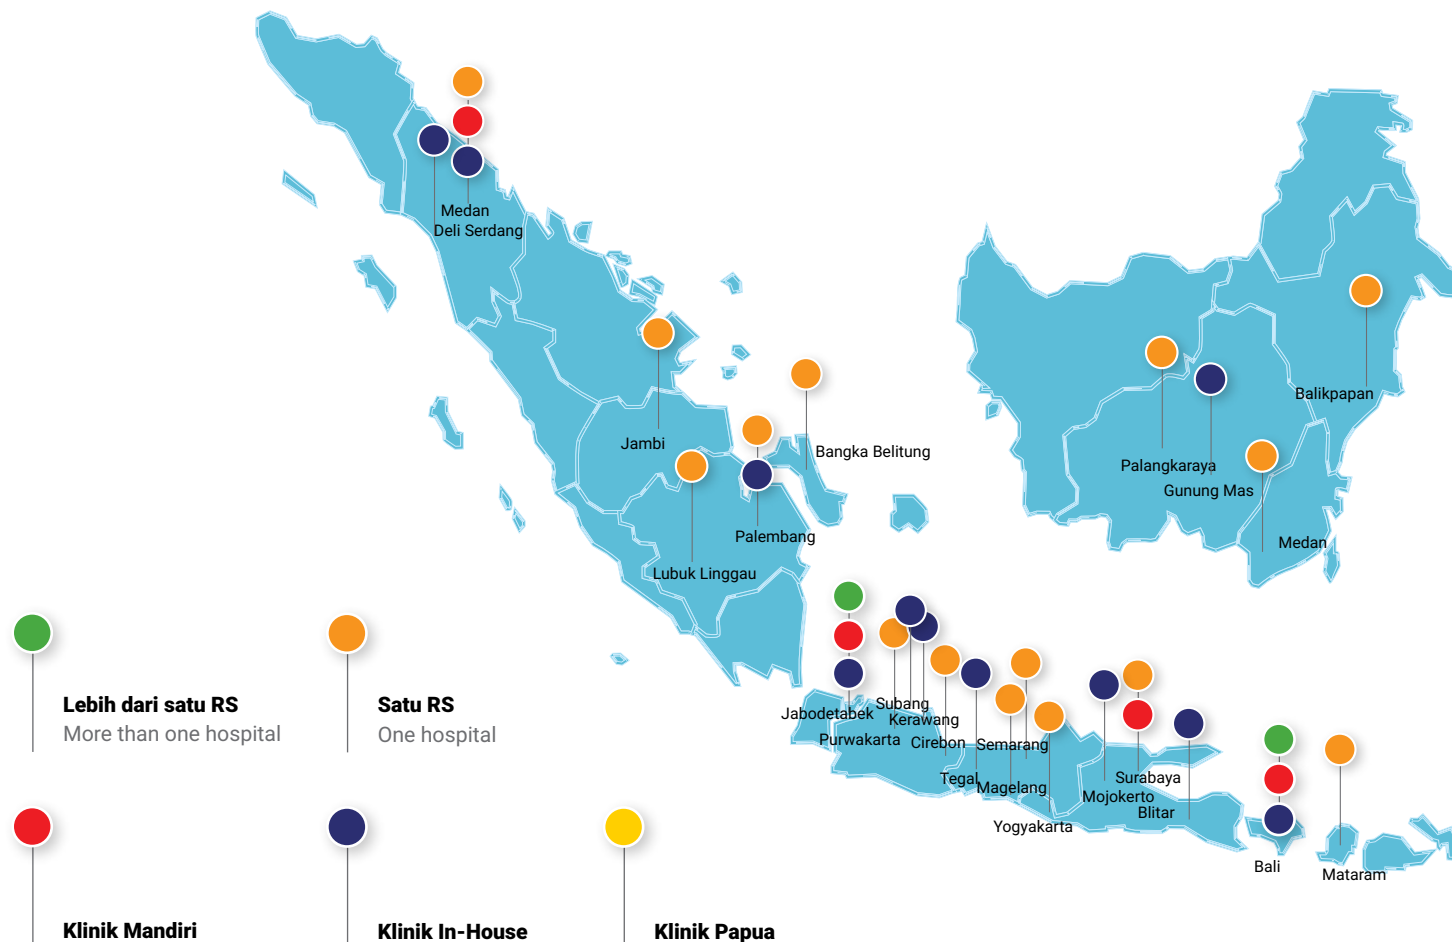 Medan
Deli Serdang
Jambi
Bangka Belitung
Palembang
Lubuk Linggau
Balikpapan
Palangkaraya
Gunung Mas
Medan
Jabodetabek
Subang
Kerawang
Purwakarta
Cirebon
Semarang
Tegal
Magelang
Yogyakarta
Surabaya
Mojokerto
Blitar
Bali
Mataram
Lebih dari satu RS
More than one hospital
Satu RS
One hospital
Klinik Mandiri
Klinik In-House
Klinik Papua